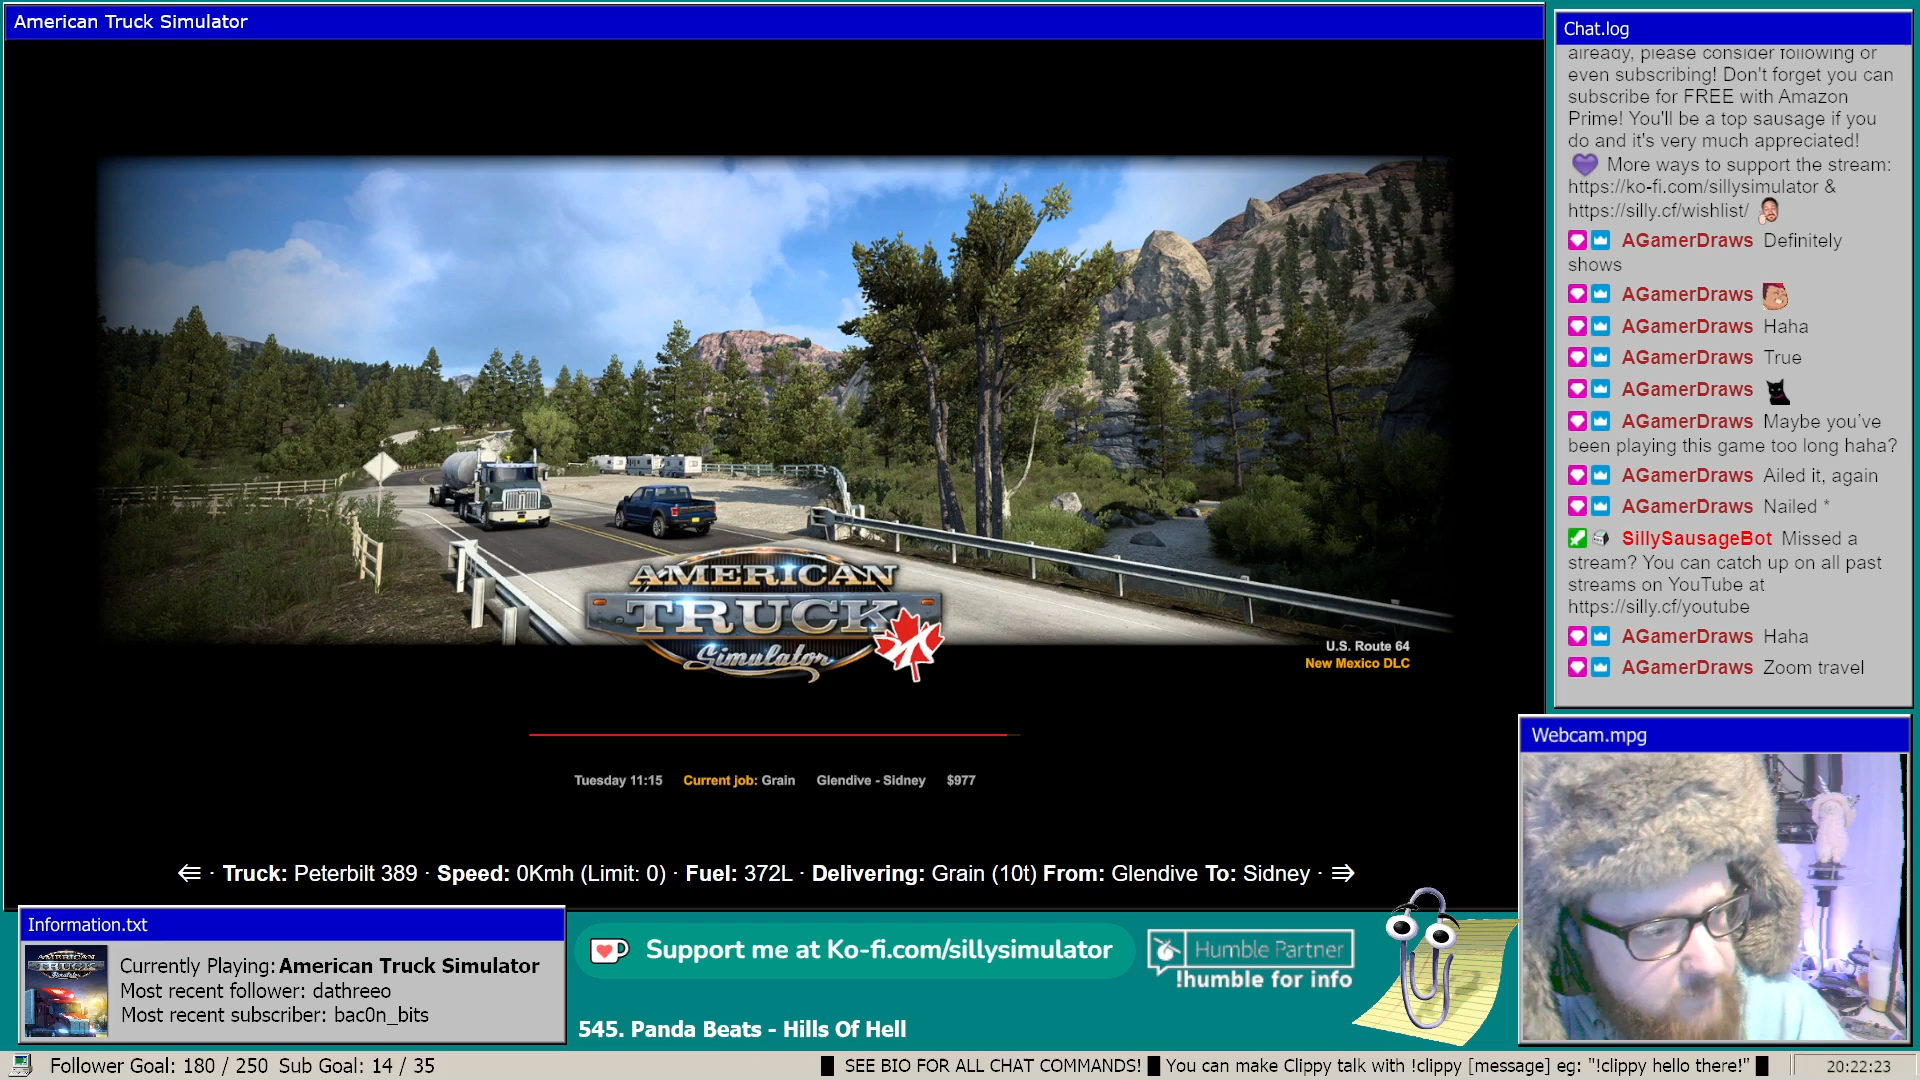 American Truck Simulator
AMERICAN
TRUCK
Simulator
U.S. Route 64
New Mexico DLC
Tuesday 11:15 Current job: Grain Glendive - Sidney $977
⇐ · Truck: Peterbilt 389 · Speed: 0Kmh (Limit: 0) · Fuel: 372L · Delivering: Grain (10t) From: Glendive To: Sidney · ⇒
Chat.log
already, please consider following or
even subscribing! Don't forget you can
subscribe for FREE with Amazon
Prime! You'll be a top sausage if you
do and it's very much appreciated!
More ways to support the stream:
https://ko-fi.com/sillysimulator &
https://silly.cf/wishlist/
AGamerDraws Definitely
shows
AGamerDraws
AGamerDraws Haha
AGamerDraws True
AGamerDraws
AGamerDraws Maybe you've
been playing this game too long haha?
AGamerDraws Ailed it, again
AGamerDraws Nailed *
SillySausageBot Missed a
stream? You can catch up on all past
streams on YouTube at
https://silly.cf/youtube
AGamerDraws Haha
AGamerDraws Zoom travel
Webcam.mpg
Information.txt
AMERICAN
TRUCK
Simulator
Currently Playing: American Truck Simulator
Most recent follower: dathreeo
Most recent subscriber: bac0n_bits
Support me at Ko-fi.com/sillysimulator
Humble Partner
!humble for info
545. Panda Beats - Hills Of Hell
Follower Goal: 180 / 250 Sub Goal: 14 / 35
SEE BIO FOR ALL CHAT COMMANDS! You can make Clippy talk with !clippy [message] eg: "!clippy hello there!"
20:22:23